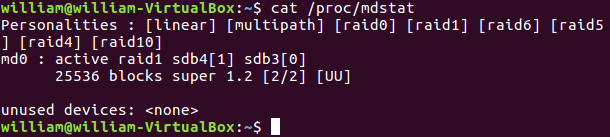 william@william-VirtualBox:~$ cat /proc/mdstat
Personalities : [linear] [multipath] [raid0] [raid1] [raid6] [raid5
] [raid4] [raid10]
md0 : active raid1 sdb4[1] sdb3[0]
      25536 blocks super 1.2 [2/2] [UU]

unused devices: <none>
william@william-VirtualBox:~$